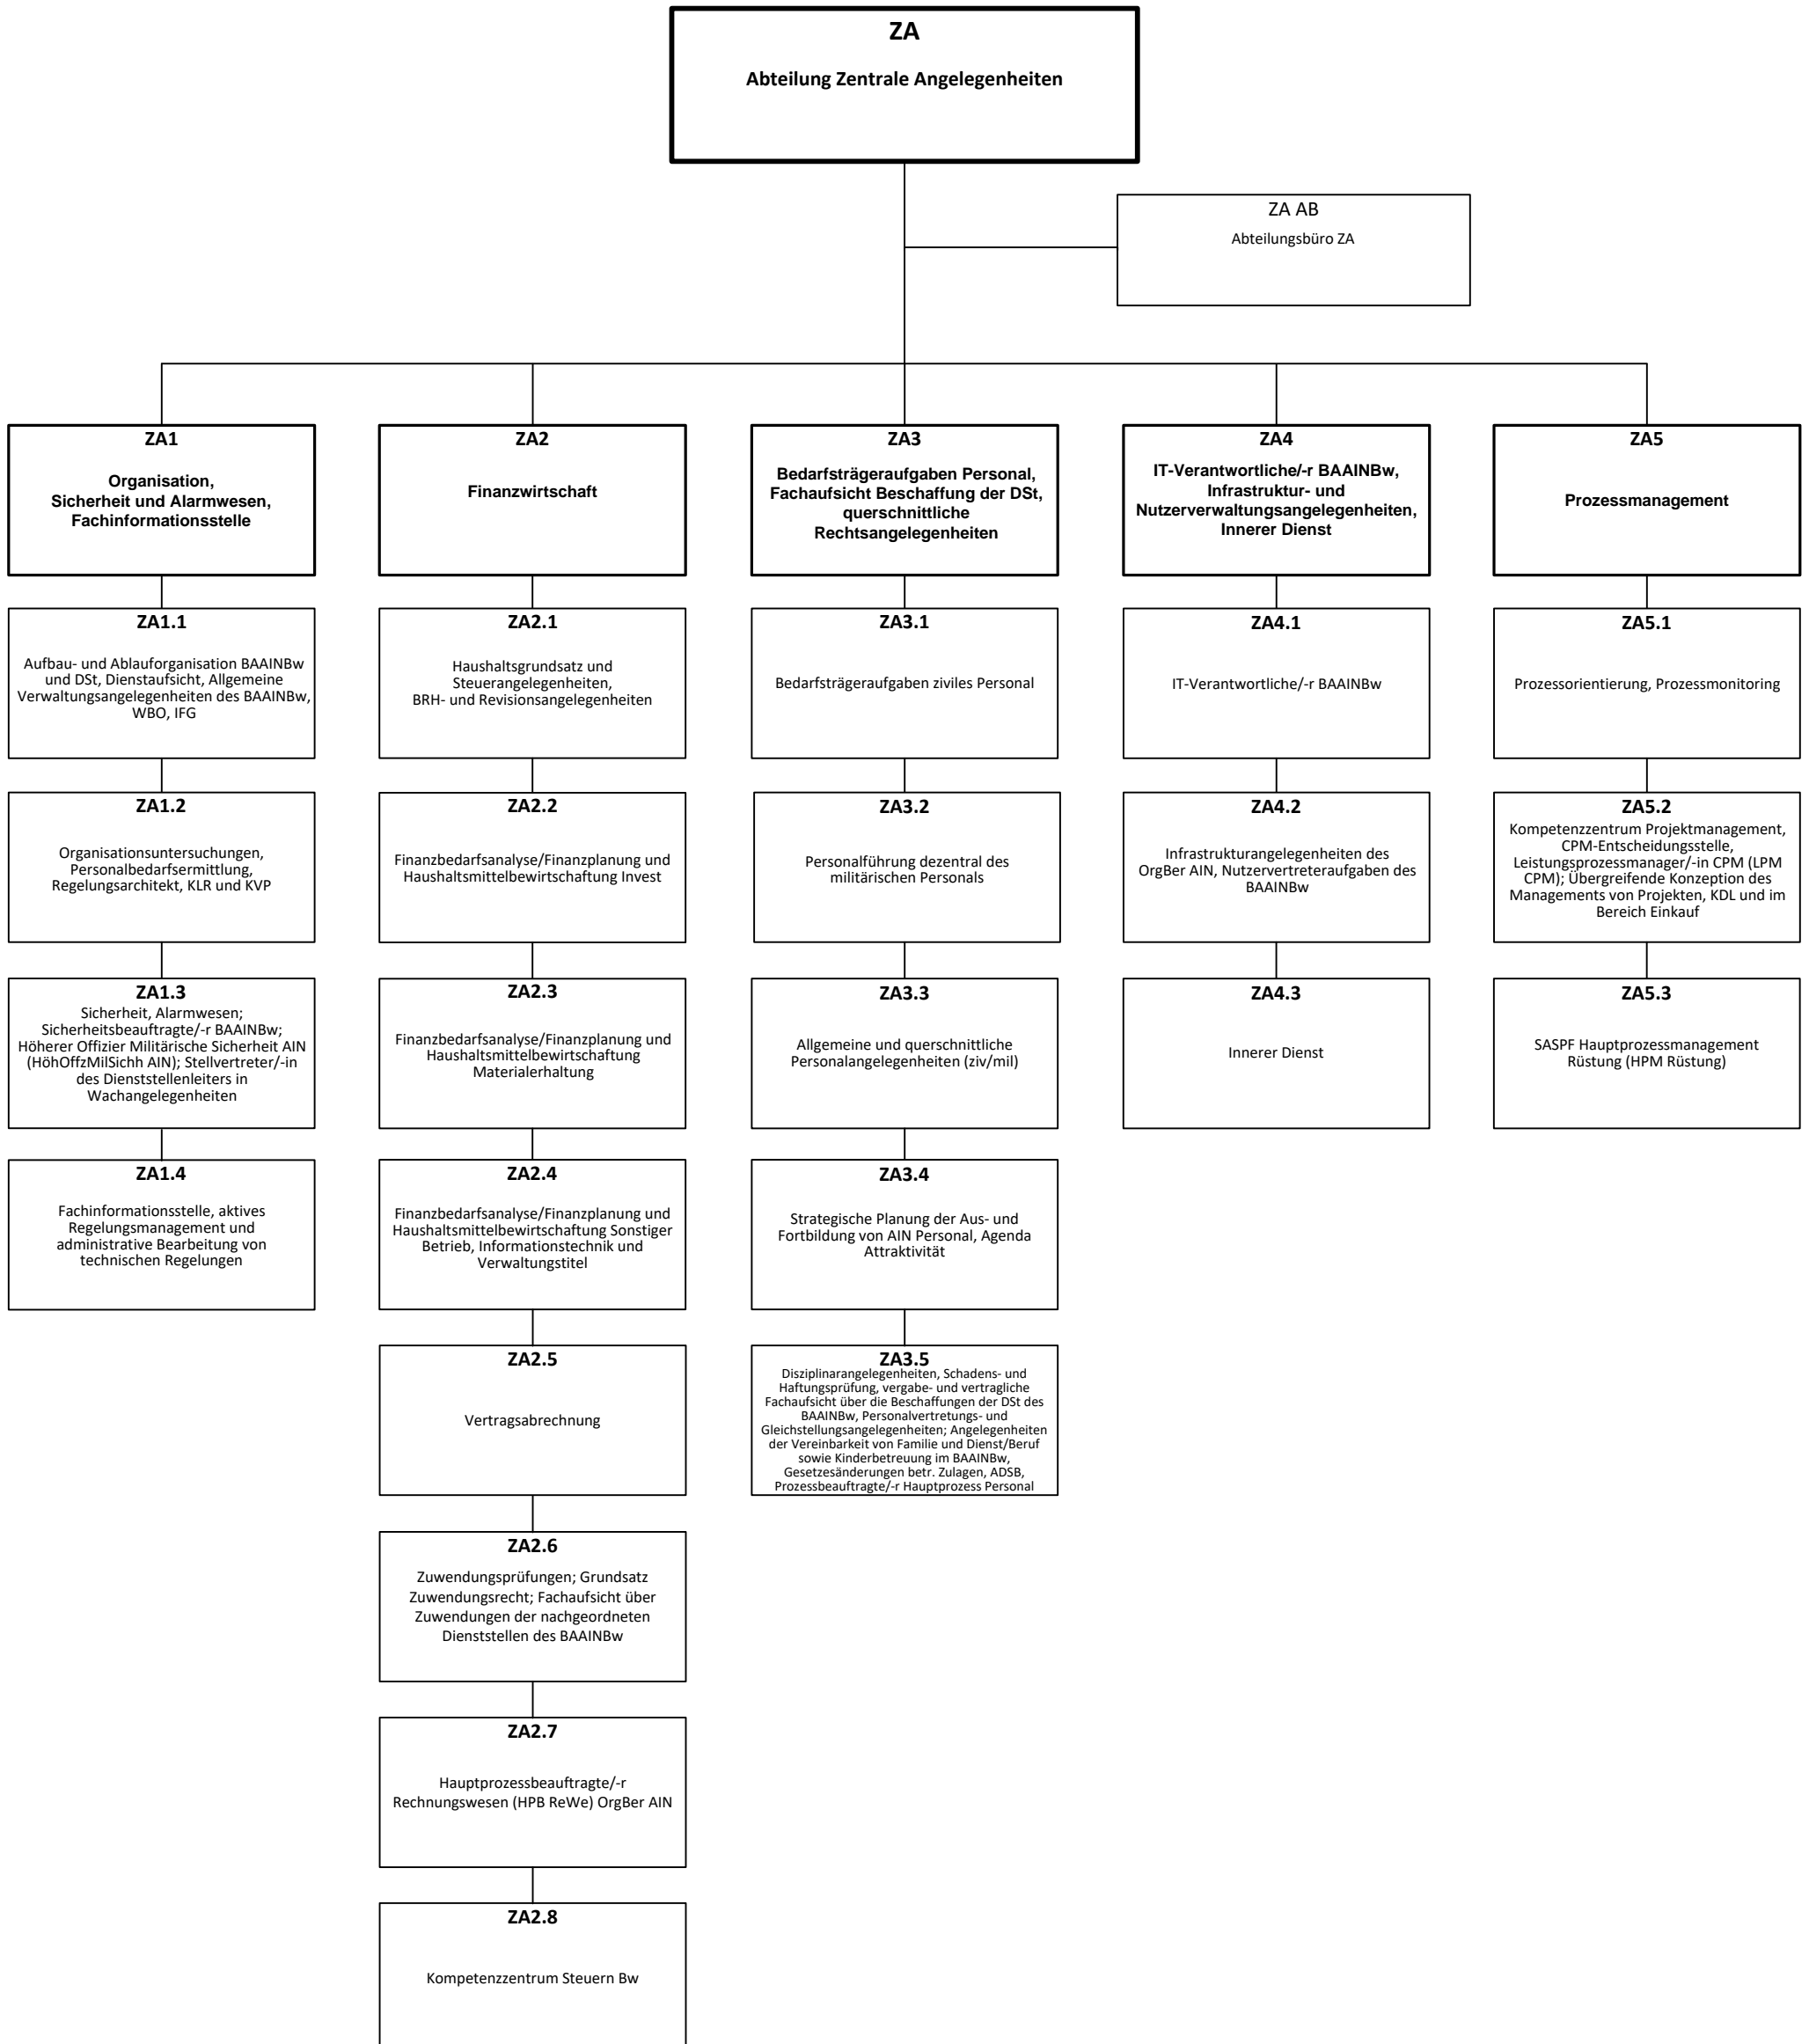 ZA
Abteilung Zentrale Angelegenheiten
ZA AB
Abteilungsbüro ZA
ZA1
Organisation,
Sicherheit und Alarmwesen,
Fachinformationsstelle
ZA2
Finanzwirtschaft
ZA3
Bedarfsträgeraufgaben Personal,
Fachaufsicht Beschaffung der DSt,
querschnittliche
Rechtsangelegenheiten
ZA4
IT-Verantwortliche/-r BAAINBw,
Infrastruktur- und
Nutzerverwaltungsangelegenheiten,
Innerer Dienst
ZA5
Prozessmanagement
ZA1.1
Aufbau- und Ablauforganisation BAAINBw
und DSt, Dienstaufsicht, Allgemeine
Verwaltungsangelegenheiten des BAAINBw,
WBO, IFG
ZA2.1
Haushaltsgrundsatz und
Steuerangelegenheiten,
BRH- und Revisionsangelegenheiten
ZA3.1
Bedarfsträgeraufgaben ziviles Personal
ZA4.1
IT-Verantwortliche/-r BAAINBw
ZA5.1
Prozessorientierung, Prozessmonitoring
ZA1.2
Organisationsuntersuchungen,
Personalbedarfsermittlung,
Regelungsarchitekt, KLR und KVP
ZA2.2
Finanzbedarfsanalyse/Finanzplanung und
Haushaltsmittelbewirtschaftung Invest
ZA3.2
Personalführung dezentral des
militärischen Personals
ZA4.2
Infrastrukturangelegenheiten des
OrgBer AIN, Nutzervertreteraufgaben des
BAAINBw
ZA5.2
Kompetenzzentrum Projektmanagement,
CPM-Entscheidungsstelle,
Leistungsprozessmanager/-in CPM (LPM
CPM); Übergreifende Konzeption des
Managements von Projekten, KDL und im
Bereich Einkauf
ZA1.3
Sicherheit, Alarmwesen;
Sicherheitsbeauftragte/-r BAAINBw;
Höherer Offizier Militärische Sicherheit AIN
(HöhOffzMilSichh AIN); Stellvertreter/-in
des Dienststellenleiters in
Wachangelegenheiten
ZA2.3
Finanzbedarfsanalyse/Finanzplanung und
Haushaltsmittelbewirtschaftung
Materialerhaltung
ZA3.3
Allgemeine und querschnittliche
Personalangelegenheiten (ziv/mil)
ZA4.3
Innerer Dienst
ZA5.3
SASPF Hauptprozessmanagement
Rüstung (HPM Rüstung)
ZA1.4
Fachinformationsstelle, aktives
Regelungsmanagement und
administrative Bearbeitung von
technischen Regelungen
ZA2.4
Finanzbedarfsanalyse/Finanzplanung und
Haushaltsmittelbewirtschaftung Sonstiger
Betrieb, Informationstechnik und
Verwaltungstitel
ZA3.4
Strategische Planung der Aus- und
Fortbildung von AIN Personal, Agenda
Attraktivität
ZA2.5
Vertragsabrechnung
ZA3.5
Disziplinarangelegenheiten, Schadens- und
Haftungsprüfung, vergabe- und vertragliche
Fachaufsicht über die Beschaffungen der DSt des
BAAINBw, Personalvertretungs- und
Gleichstellungsangelegenheiten; Angelegenheiten
der Vereinbarkeit von Familie und Dienst/Beruf
sowie Kinderbetreuung im BAAINBw,
Gesetzesänderungen betr. Zulagen, ADSB,
Prozessbeauftragte/-r Hauptprozess Personal
ZA2.6
Zuwendungsprüfungen; Grundsatz
Zuwendungsrecht; Fachaufsicht über
Zuwendungen der nachgeordneten
Dienststellen des BAAINBw
ZA2.7
Hauptprozessbeauftragte/-r
Rechnungswesen (HPB ReWe) OrgBer AIN
ZA2.8
Kompetenzzentrum Steuern Bw